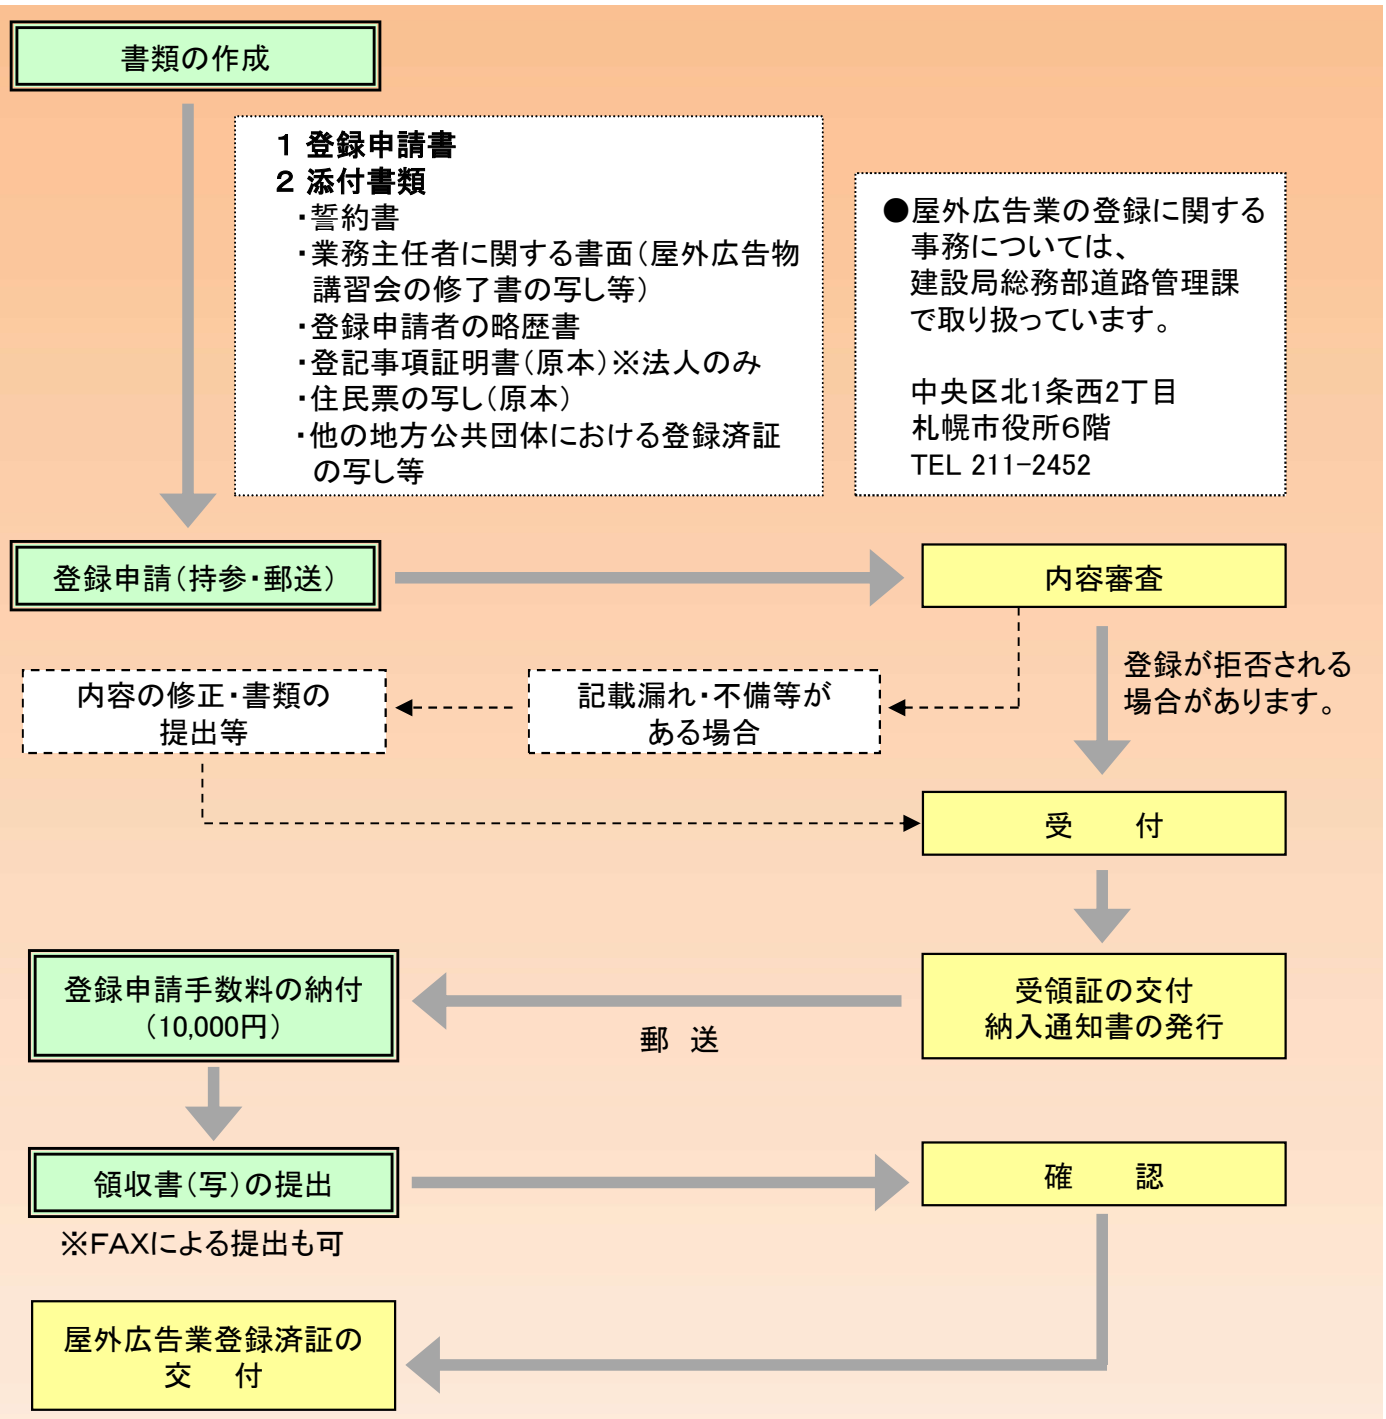 書類の作成
1 登録申請書
2 添付書類
・誓約書
・業務主任者に関する書面(屋外広告物
講習会の修了書の写し等)
・登録申請者の略歴書
・登記事項証明書(原本)※法人のみ
・住民票の写し(原本)
・他の地方公共団体における登録済証
の写し等
●屋外広告業の登録に関する
事務については、
建設局総務部道路管理課
で取り扱っています。
中央区北1条西2丁目
札幌市役所6階
TEL 211-2452
登録申請(持参・郵送)
内容審査
登録が拒否される
場合があります。
記載漏れ・不備等が
ある場合
内容の修正・書類の
提出等
受　付
受領証の交付
納入通知書の発行
郵 送
登録申請手数料の納付
(10,000円)
領収書(写)の提出
※FAXによる提出も可
確　認
屋外広告業登録済証の
交　付